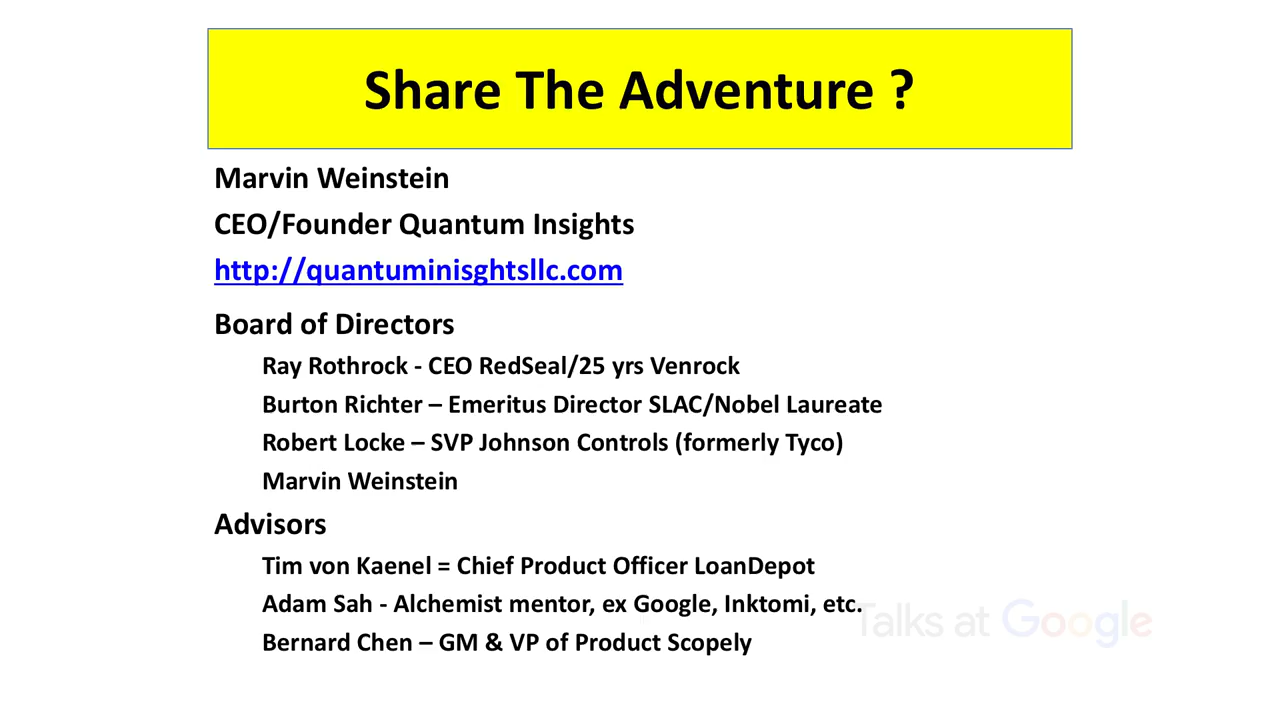 Share The Adventure ?
Marvin Weinstein
CEO/Founder Quantum Insights
http://quantuminisghtsllc.com
Board of Directors
Ray Rothrock - CEO RedSeal/25 yrs Venrock
Burton Richter – Emeritus Director SLAC/Nobel Laureate
Robert Locke – SVP Johnson Controls (formerly Tyco)
Marvin Weinstein
Advisors
Tim von Kaenel = Chief Product Officer LoanDepot
Adam Sah - Alchemist mentor, ex Google, Inktomi, etc.
Talks at Google
Bernard Chen – GM & VP of Product Scopely